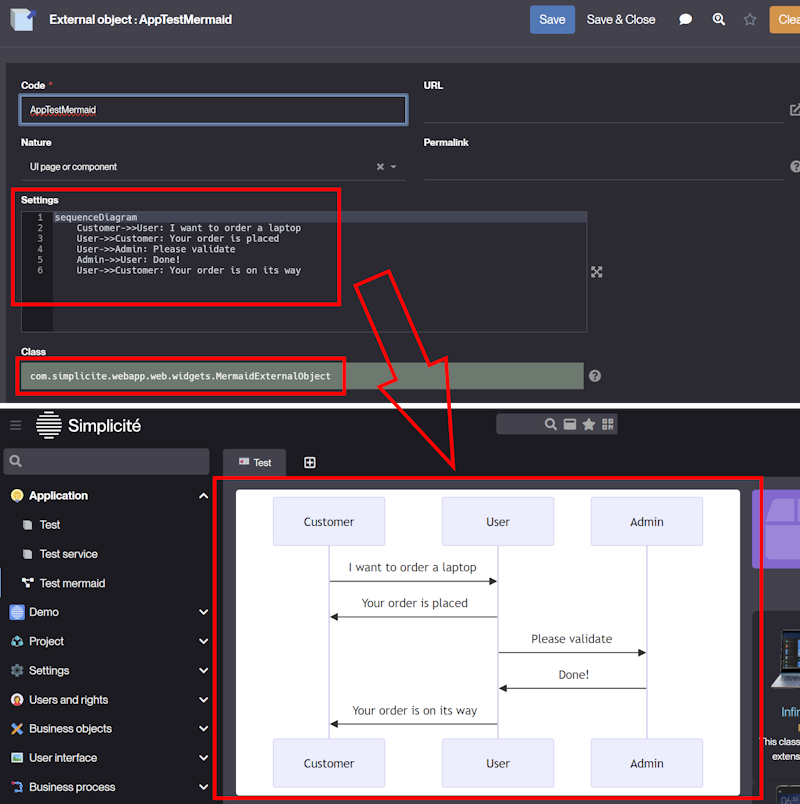 External object : AppTestMermaid
Save
Save & Close
Code *
AppTestMermaid
URL
Nature
UI page or component
Permalink
Settings
1 sequenceDiagram
2 Customer->>User: I want to order a laptop
3 User->>Customer: Your order is placed
4 User->>Admin: Please validate
5 Admin->>User: Done!
6 User->>Customer: Your order is on its way
Class
com.simplicite.webapp.web.widgets.MermaidExternalObject
Simplicité
Test
Application
Test
Test service
Test mermaid
Demo
Project
Settings
Users and rights
Business objects
User interface
Business process
Customer
User
Admin
I want to order a laptop
Your order is placed
Please validate
Done!
Your order is on its way
Customer
User
Admin
This class